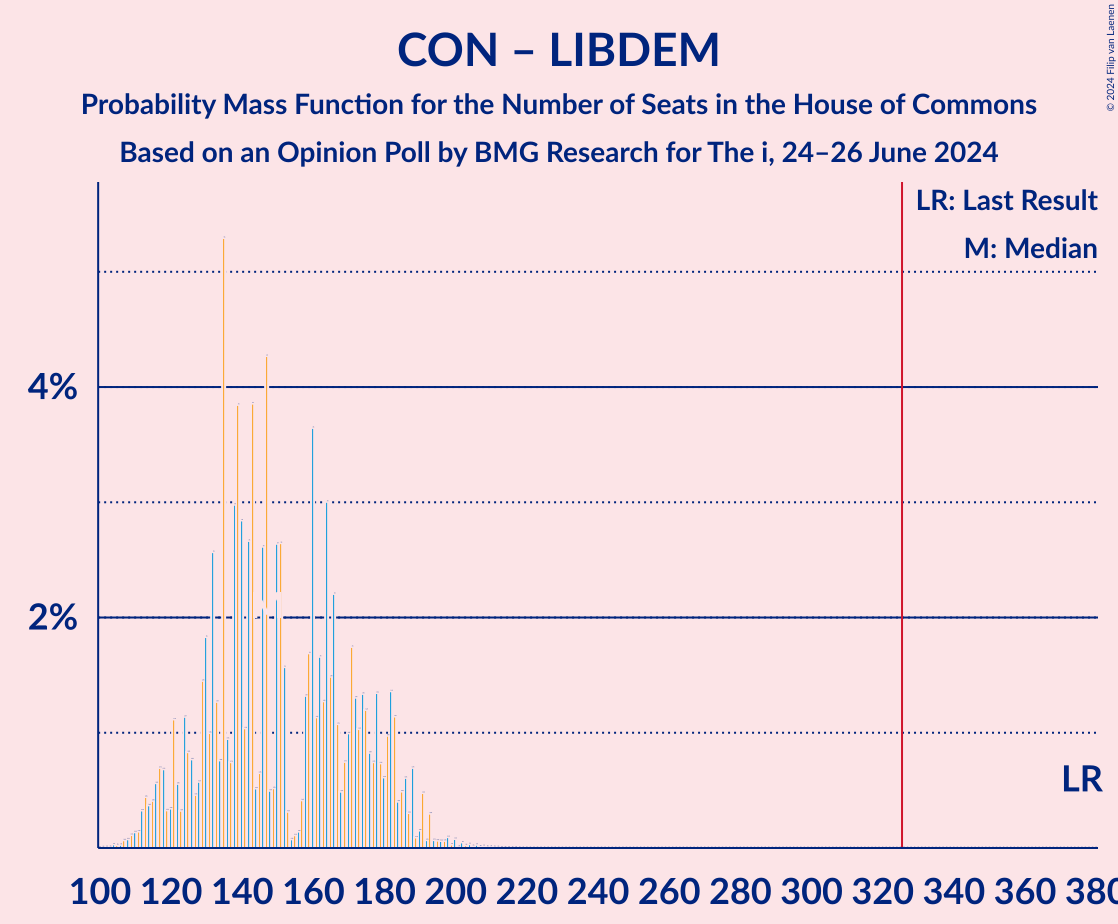 CON – LIBDEM
Probability Mass Function for the Number of Seats in the House of Commons
Based on an Opinion Poll by BMG Research for The i, 24–26 June 2024
© 2024 Filip van Laenen
LR: Last Result
M: Median
4%
2%
LR
100 120 140 160 180 200 220 240 260 280 300 320 340 360 380